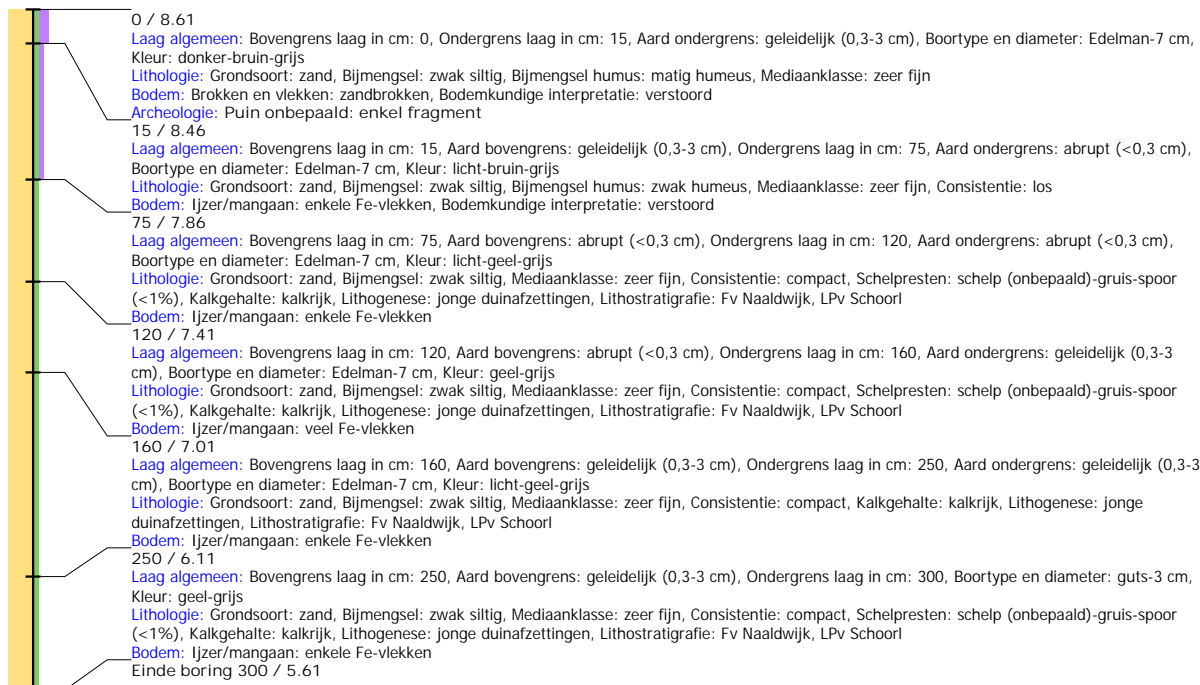 0 / 8.61
Laag algemeen: Bovengrens laag in cm: 0, Ondergrens laag in cm: 15, Aard ondergrens: geleidelijk (0,3-3 cm), Boortype en diameter: Edelman-7 cm,
Kleur: donker-bruin-grijs
Lithologie: Grondsoort: zand, Bijmengsel: zwak siltig, Bijmengsel humus: matig humeus, Mediaanklasse: zeer fijn
Bodem: Brokken en vlekken: zandbrokken, Bodemkundige interpretatie: verstoord
Archeologie: Puin onbepaald: enkel fragment
15 / 8.46
Laag algemeen: Bovengrens laag in cm: 15, Aard bovengrens: geleidelijk (0,3-3 cm), Ondergrens laag in cm: 75, Aard ondergrens: abrupt (<0,3 cm),
Boortype en diameter: Edelman-7 cm, Kleur: licht-bruin-grijs
Lithologie: Grondsoort: zand, Bijmengsel: zwak siltig, Bijmengsel humus: zwak humeus, Mediaanklasse: zeer fijn, Consistentie: los
Bodem: Ijzer/mangaan: enkele Fe-vlekken, Bodemkundige interpretatie: verstoord
75 / 7.86
Laag algemeen: Bovengrens laag in cm: 75, Aard bovengrens: abrupt (<0,3 cm), Ondergrens laag in cm: 120, Aard ondergrens: abrupt (<0,3 cm),
Boortype en diameter: Edelman-7 cm, Kleur: licht-geel-grijs
Lithologie: Grondsoort: zand, Bijmengsel: zwak siltig, Mediaanklasse: zeer fijn, Consistentie: compact, Schelpresten: schelp (onbepaald)-gruis-spoor
(<1%), Kalkgehalte: kalkrijk, Lithogenese: jonge duinafzettingen, Lithostratigrafie: Fv Naaldwijk, LPv Schoorl
Bodem: Ijzer/mangaan: enkele Fe-vlekken
120 / 7.41
Laag algemeen: Bovengrens laag in cm: 120, Aard bovengrens: abrupt (<0,3 cm), Ondergrens laag in cm: 160, Aard ondergrens: geleidelijk (0,3-3
cm), Boortype en diameter: Edelman-7 cm, Kleur: geel-grijs
Lithologie: Grondsoort: zand, Bijmengsel: zwak siltig, Mediaanklasse: zeer fijn, Consistentie: compact, Schelpresten: schelp (onbepaald)-gruis-spoor
(<1%), Kalkgehalte: kalkrijk, Lithogenese: jonge duinafzettingen, Lithostratigrafie: Fv Naaldwijk, LPv Schoorl
Bodem: Ijzer/mangaan: veel Fe-vlekken
160 / 7.01
Laag algemeen: Bovengrens laag in cm: 160, Aard bovengrens: geleidelijk (0,3-3 cm), Ondergrens laag in cm: 250, Aard ondergrens: geleidelijk (0,3-3
cm), Boortype en diameter: Edelman-7 cm, Kleur: licht-geel-grijs
Lithologie: Grondsoort: zand, Bijmengsel: zwak siltig, Mediaanklasse: zeer fijn, Consistentie: compact, Kalkgehalte: kalkrijk, Lithogenese: jonge
duinafzettingen, Lithostratigrafie: Fv Naaldwijk, LPv Schoorl
Bodem: Ijzer/mangaan: enkele Fe-vlekken
250 / 6.11
Laag algemeen: Bovengrens laag in cm: 250, Aard bovengrens: geleidelijk (0,3-3 cm), Ondergrens laag in cm: 300, Boortype en diameter: guts-3 cm,
Kleur: geel-grijs
Lithologie: Grondsoort: zand, Bijmengsel: zwak siltig, Mediaanklasse: zeer fijn, Consistentie: compact, Schelpresten: schelp (onbepaald)-gruis-spoor
(<1%), Kalkgehalte: kalkrijk, Lithogenese: jonge duinafzettingen, Lithostratigrafie: Fv Naaldwijk, LPv Schoorl
Bodem: Ijzer/mangaan: enkele Fe-vlekken
Einde boring 300 / 5.61